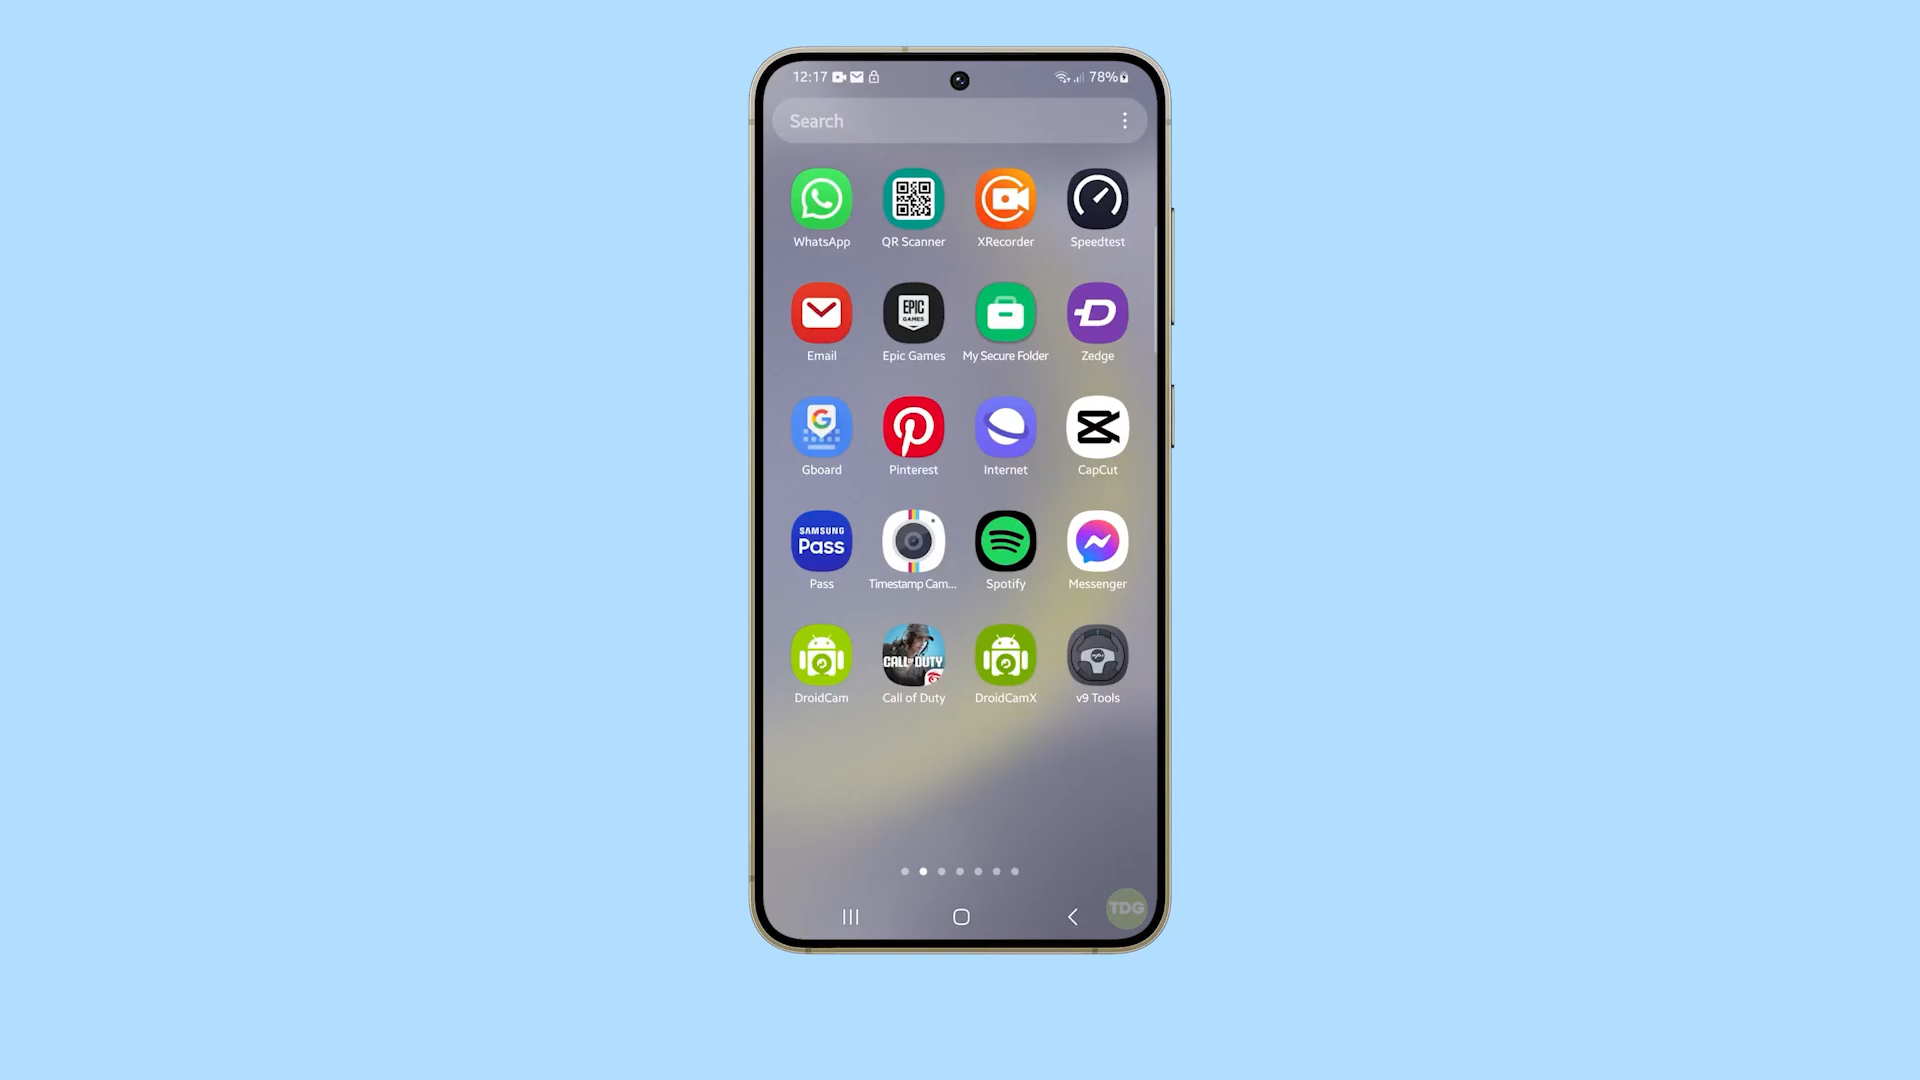 12:17 78%
Search
WhatsApp QR Scanner XRecorder Speedtest
EPIC
GAMES
Email Epic Games My Secure Folder Zedge
Gboard Pinterest Internet CapCut
SAMSUNG
Pass
Pass Timestamp Cam... Spotify Messenger
CALL OF DUTY
DroidCam Call of Duty DroidCamX v9 Tools
TDG